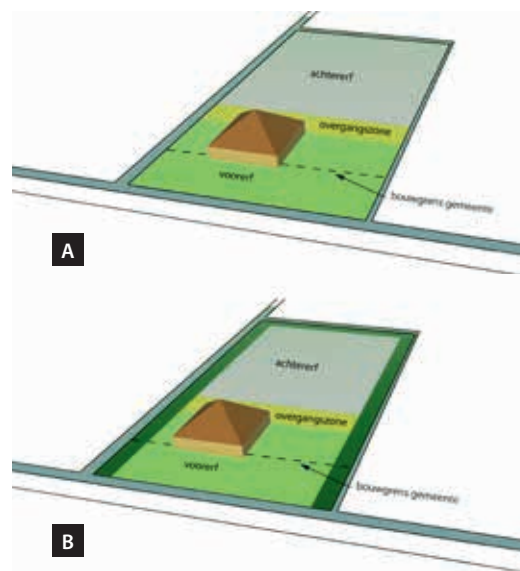 achtererf
overgangszone
voorerf
bouwgrens gemeente
A
achtererf
overgangszone
voorerf
bouwgrens gemeente
B